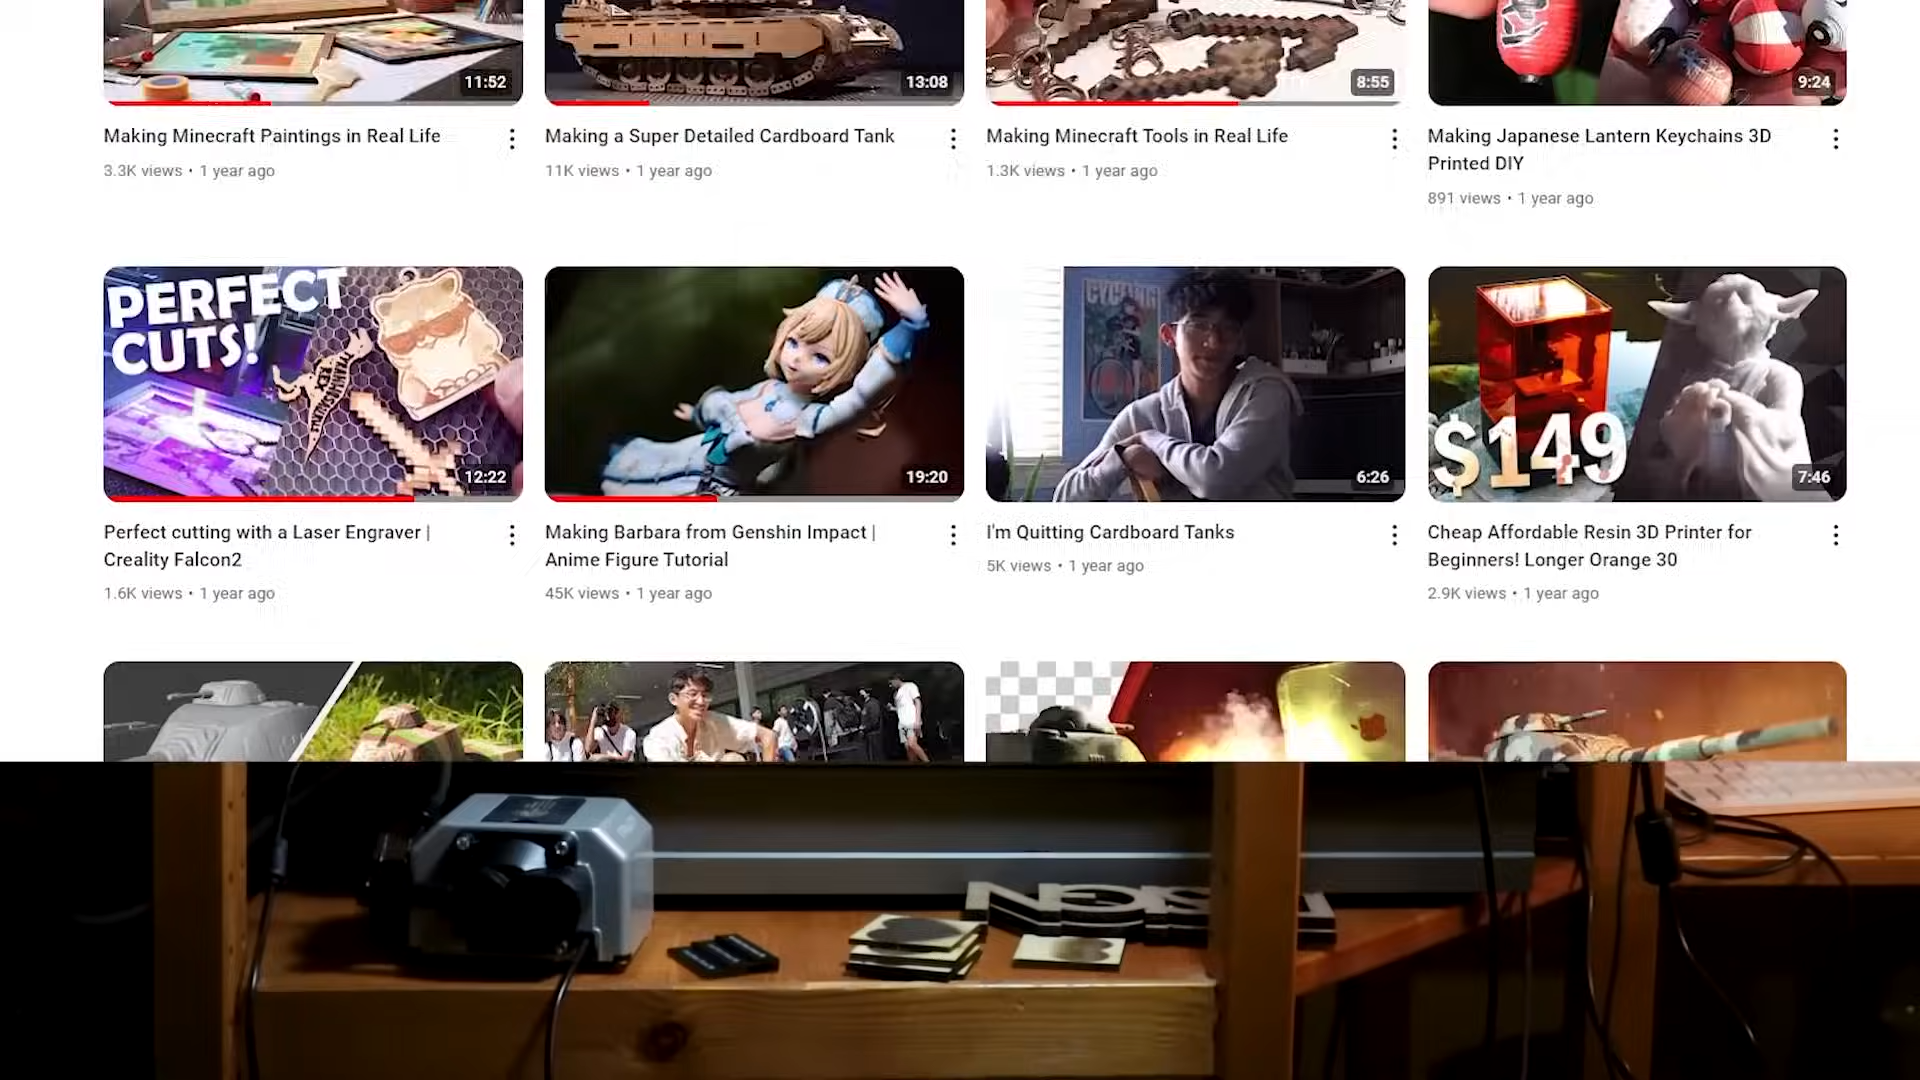 11:52
13:08
8:55
9:24
Making Minecraft Paintings in Real Life
3.3K views • 1 year ago
Making a Super Detailed Cardboard Tank
11K views • 1 year ago
Making Minecraft Tools in Real Life
1.3K views • 1 year ago
Making Japanese Lantern Keychains 3D
Printed DIY
891 views • 1 year ago
PERFECT
CUTS!
12:22
19:20
CYCLING
6:26
$149
7:46
Perfect cutting with a Laser Engraver |
Creality Falcon2
1.6K views • 1 year ago
Making Barbara from Genshin Impact |
Anime Figure Tutorial
45K views • 1 year ago
I'm Quitting Cardboard Tanks
5K views • 1 year ago
Cheap Affordable Resin 3D Printer for
Beginners! Longer Orange 30
2.9K views • 1 year ago